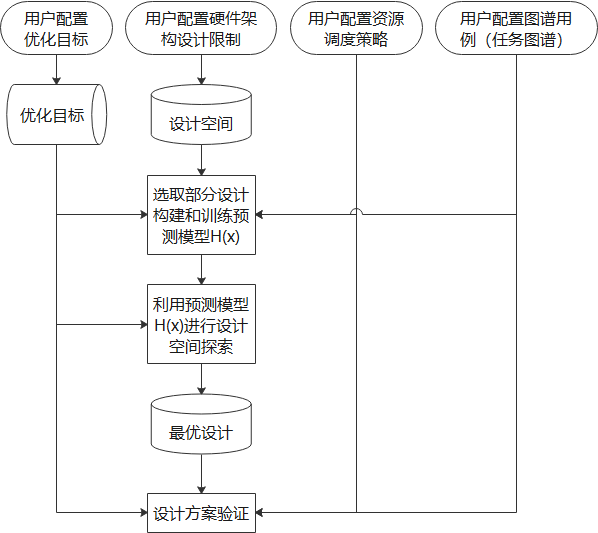 用户配置
优化目标
用户配置硬件架
构设计限制
用户配置资源
调度策略
用户配置图谱用
例（任务图谱）
优化目标
设计空间
选取部分设计
构建和训练预
测模型H(x)
利用预测模型
H(x)进行设计
空间探索
最优设计
设计方案验证